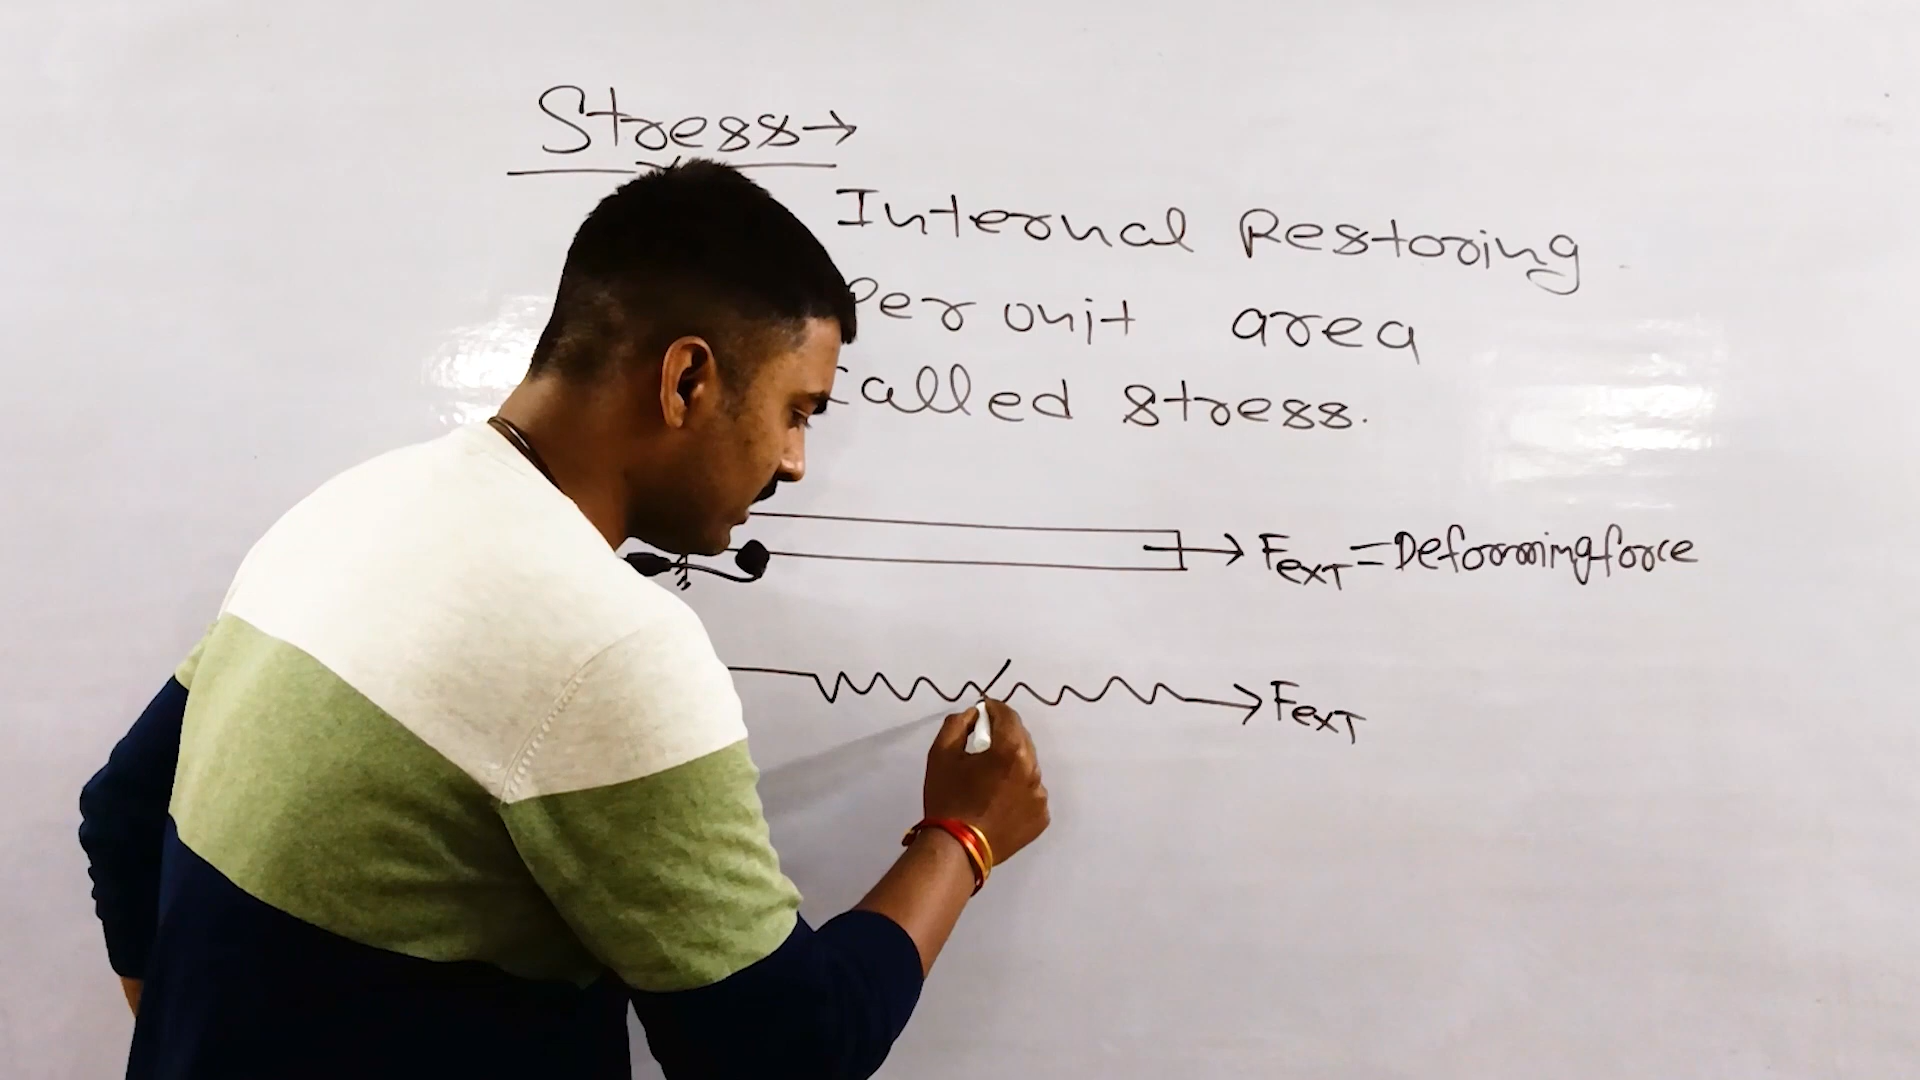 Stress→
Internal Restoring
Per unit area
called stress.
FEXT = Deforming force
FEXT